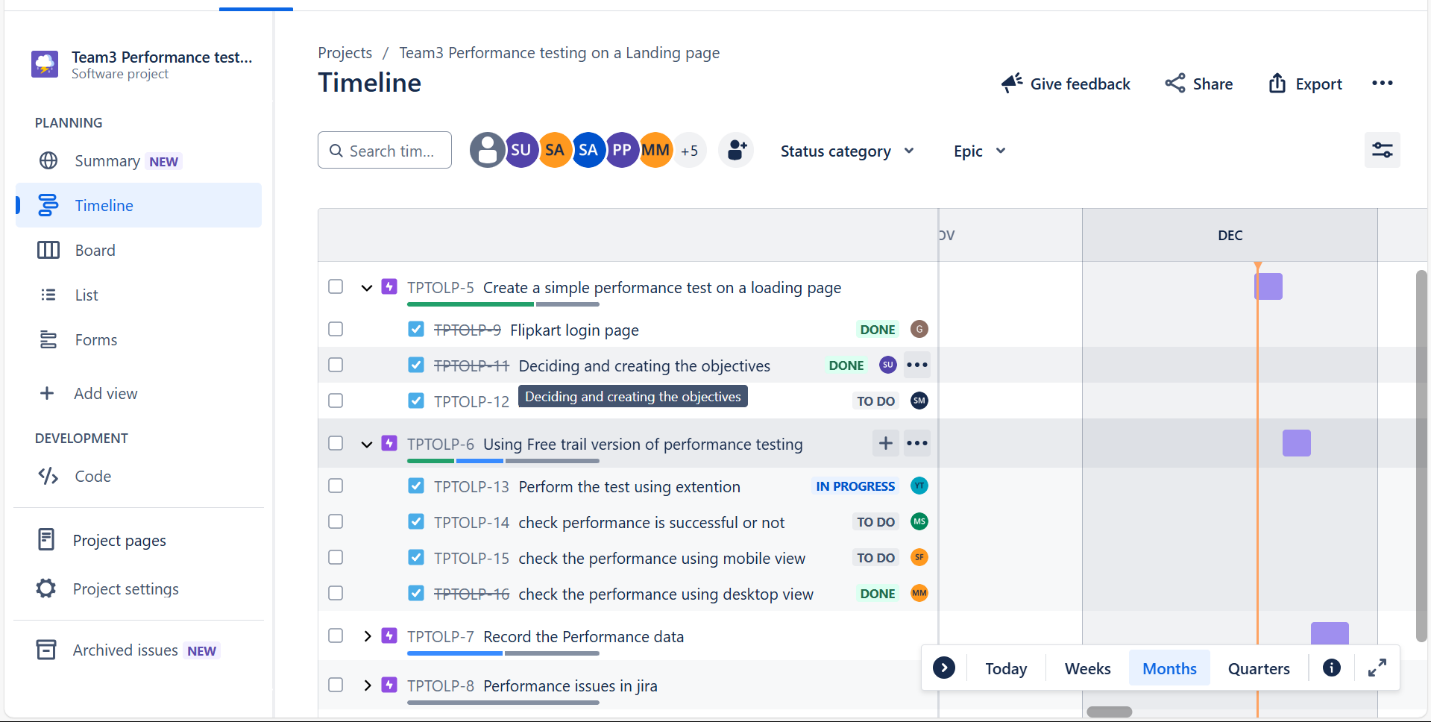 Team3 Performance test...
Software project
PLANNING
Summary NEW
Timeline
Board
List
Forms
Add view
DEVELOPMENT
Code
Project pages
Project settings
Archived issues NEW
Projects / Team3 Performance testing on a Landing page
Timeline
Give feedback Share Export
Search tim... SU SA SA PP MM +5 Status category Epic
OV DEC
TPTOLP-5 Create a simple performance test on a loading page
TPTOLP-9 Flipkart login page DONE G
TPTOLP-11 Deciding and creating the objectives DONE SU
Deciding and creating the objectives
TPTOLP-12 TO DO SM
TPTOLP-6 Using Free trail version of performance testing
TPTOLP-13 Perform the test using extention IN PROGRESS YT
TPTOLP-14 check performance is successful or not TO DO MS
TPTOLP-15 check the performance using mobile view TO DO SF
TPTOLP-16 check the performance using desktop view DONE MM
TPTOLP-7 Record the Performance data
TPTOLP-8 Performance issues in jira
Today Weeks Months Quarters